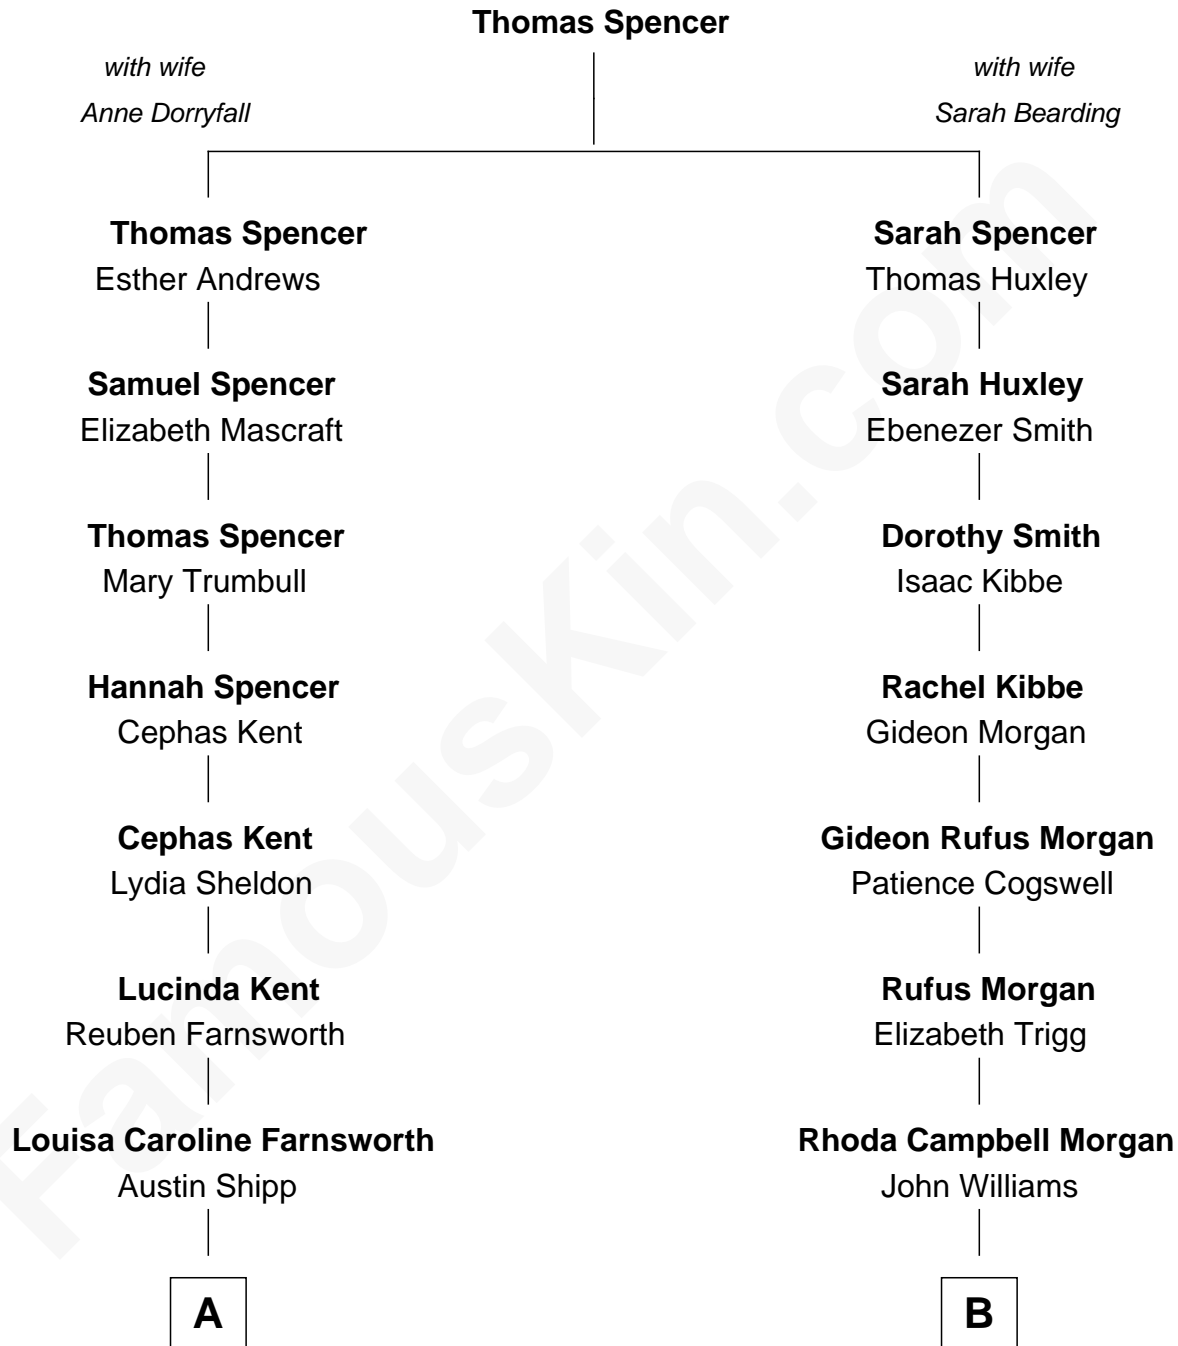 Thomas Spencer
with wife
Anne Dorryfall
with wife
Sarah Bearding
Thomas Spencer
Esther Andrews
Sarah Spencer
Thomas Huxley
Samuel Spencer
Elizabeth Mascraft
Sarah Huxley
Ebenezer Smith
Thomas Spencer
Mary Trumbull
Dorothy Smith
Isaac Kibbe
Hannah Spencer
Cephas Kent
Rachel Kibbe
Gideon Morgan
Cephas Kent
Lydia Sheldon
Gideon Rufus Morgan
Patience Cogswell
Lucinda Kent
Reuben Farnsworth
Rufus Morgan
Elizabeth Trigg
Louisa Caroline Farnsworth
Austin Shipp
Rhoda Campbell Morgan
John Williams
A
B
FamousKin.com